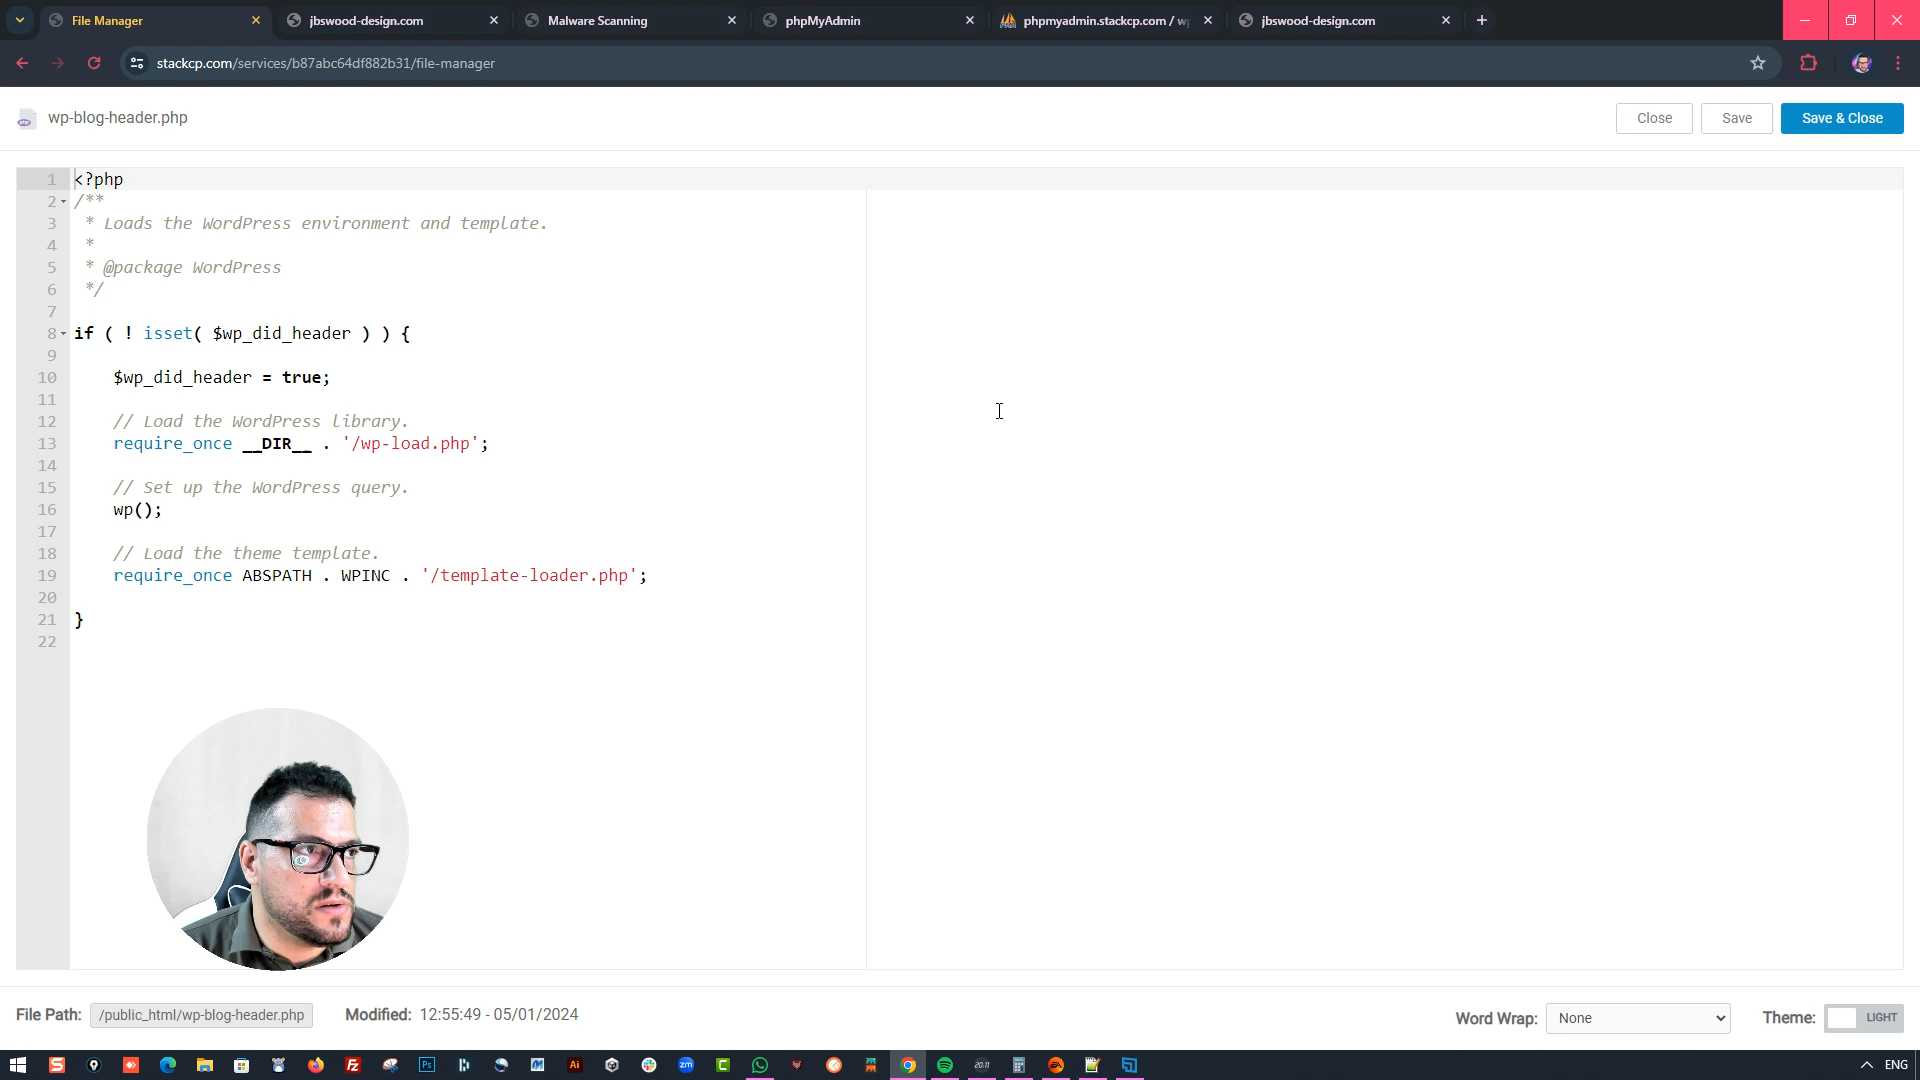 File Manager
jbswood-design.com
Malware Scanning
phpMyAdmin
phpmyadmin.stackcp.com / wp
jbswood-design.com
stackcp.com/services/b87abc64df882b31/file-manager
wp-blog-header.php
Close
Save
Save & Close
1 <?php
2 /**
3 * Loads the WordPress environment and template.
4 *
5 * @package WordPress
6 */
7
8 if ( ! isset( $wp_did_header ) ) {
9
10 $wp_did_header = true;
11
12 // Load the WordPress library.
13 require_once __DIR__ . '/wp-load.php';
14
15 // Set up the WordPress query.
16 wp();
17
18 // Load the theme template.
19 require_once ABSPATH . WPINC . '/template-loader.php';
20
21 }
22
File Path: /public_html/wp-blog-header.php Modified: 12:55:49 - 05/01/2024
Word Wrap: None Theme: LIGHT
ENG